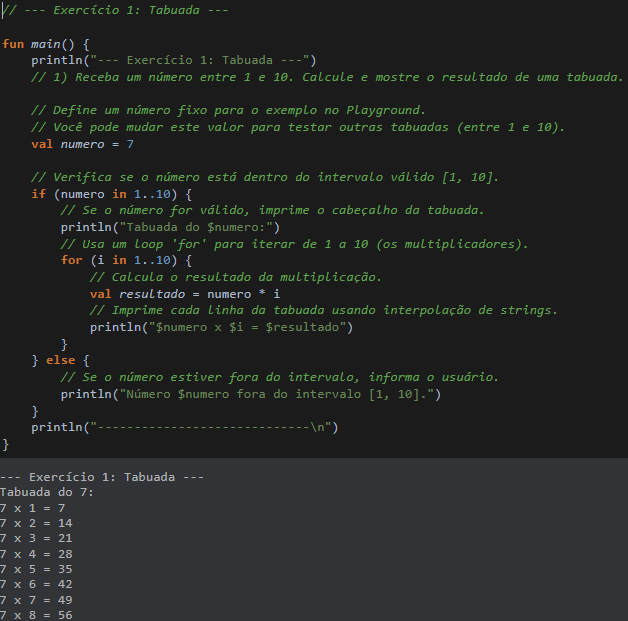 // --- Exercício 1: Tabuada ---
fun main() {
println("--- Exercício 1: Tabuada ---")
// 1) Receba um número entre 1 e 10. Calcule e mostre o resultado de uma tabuada.
// Define um número fixo para o exemplo no Playground.
// Você pode mudar este valor para testar outras tabuadas (entre 1 e 10).
val numero = 7
// Verifica se o número está dentro do intervalo válido [1, 10].
if (numero in 1..10) {
// Se o número for válido, imprime o cabeçalho da tabuada.
println("Tabuada do $numero:")
// Usa um loop 'for' para iterar de 1 a 10 (os multiplicadores).
for (i in 1..10) {
// Calcula o resultado da multiplicação.
val resultado = numero * i
// Imprime cada linha da tabuada usando interpolação de strings.
println("$numero x $i = $resultado")
}
} else {
// Se o número estiver fora do intervalo, informa o usuário.
println("Número $numero fora do intervalo [1, 10].")
}
println("-----------------------------\n")
}
--- Exercício 1: Tabuada ---
Tabuada do 7:
7 x 1 = 7
7 x 2 = 14
7 x 3 = 21
7 x 4 = 28
7 x 5 = 35
7 x 6 = 42
7 x 7 = 49
7 x 8 = 56